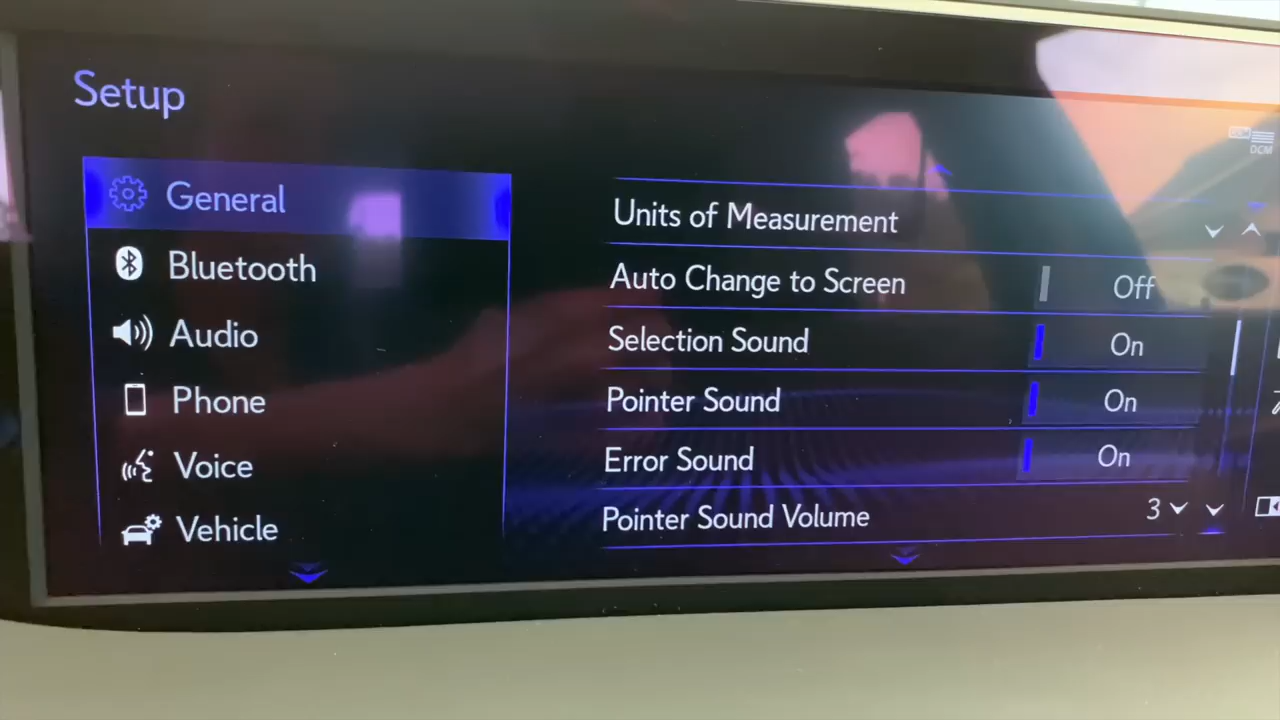 Setup
General
Bluetooth
Audio
Phone
Voice
Vehicle
Units of Measurement
Auto Change to Screen Off
Selection Sound On
Pointer Sound On
Error Sound On
Pointer Sound Volume 3
DCM